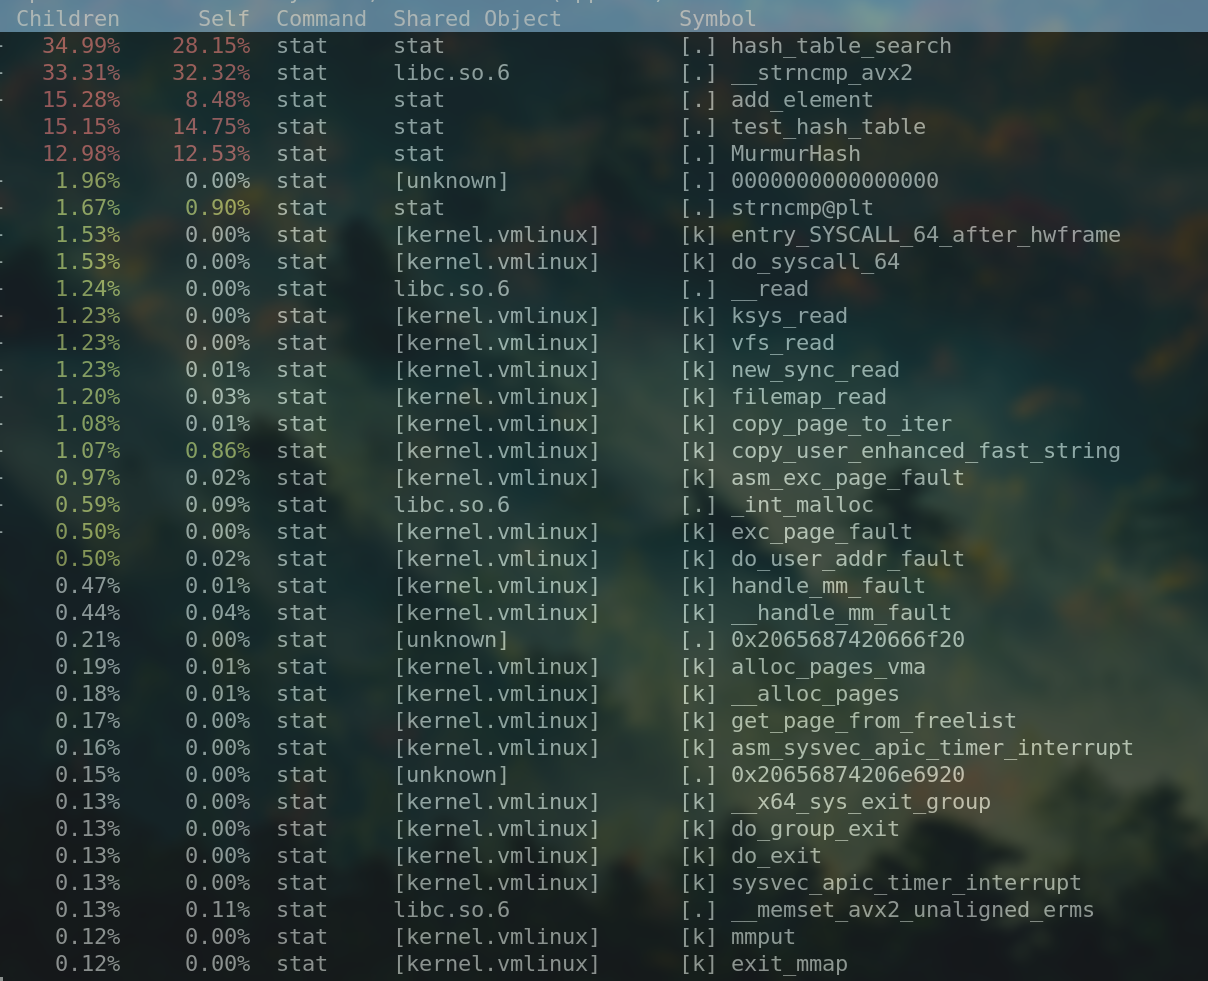 Children Self Command Shared Object Symbol
34.99% 28.15% stat stat [.] hash_table_search
33.31% 32.32% stat libc.so.6 [.] __strncmp_avx2
15.28% 8.48% stat stat [.] add_element
15.15% 14.75% stat stat [.] test_hash_table
12.98% 12.53% stat stat [.] MurmurHash
1.96% 0.00% stat [unknown] [.] 0000000000000000
1.67% 0.90% stat stat [.] strncmp@plt
1.53% 0.00% stat [kernel.vmlinux] [k] entry_SYSCALL_64_after_hwframe
1.53% 0.00% stat [kernel.vmlinux] [k] do_syscall_64
1.24% 0.00% stat libc.so.6 [.] __read
1.23% 0.00% stat [kernel.vmlinux] [k] ksys_read
1.23% 0.00% stat [kernel.vmlinux] [k] vfs_read
1.23% 0.01% stat [kernel.vmlinux] [k] new_sync_read
1.20% 0.03% stat [kernel.vmlinux] [k] filemap_read
1.08% 0.01% stat [kernel.vmlinux] [k] copy_page_to_iter
1.07% 0.86% stat [kernel.vmlinux] [k] copy_user_enhanced_fast_string
0.97% 0.02% stat [kernel.vmlinux] [k] asm_exc_page_fault
0.59% 0.09% stat libc.so.6 [.] _int_malloc
0.50% 0.00% stat [kernel.vmlinux] [k] exc_page_fault
0.50% 0.02% stat [kernel.vmlinux] [k] do_user_addr_fault
0.47% 0.01% stat [kernel.vmlinux] [k] handle_mm_fault
0.44% 0.04% stat [kernel.vmlinux] [k] __handle_mm_fault
0.21% 0.00% stat [unknown] [.] 0x2065687420666f20
0.19% 0.01% stat [kernel.vmlinux] [k] alloc_pages_vma
0.18% 0.01% stat [kernel.vmlinux] [k] __alloc_pages
0.17% 0.00% stat [kernel.vmlinux] [k] get_page_from_freelist
0.16% 0.00% stat [kernel.vmlinux] [k] asm_sysvec_apic_timer_interrupt
0.15% 0.00% stat [unknown] [.] 0x20656874206e6920
0.13% 0.00% stat [kernel.vmlinux] [k] __x64_sys_exit_group
0.13% 0.00% stat [kernel.vmlinux] [k] do_group_exit
0.13% 0.00% stat [kernel.vmlinux] [k] do_exit
0.13% 0.00% stat [kernel.vmlinux] [k] sysvec_apic_timer_interrupt
0.13% 0.11% stat libc.so.6 [.] __memset_avx2_unaligned_erms
0.12% 0.00% stat [kernel.vmlinux] [k] mmput
0.12% 0.00% stat [kernel.vmlinux] [k] exit_mmap